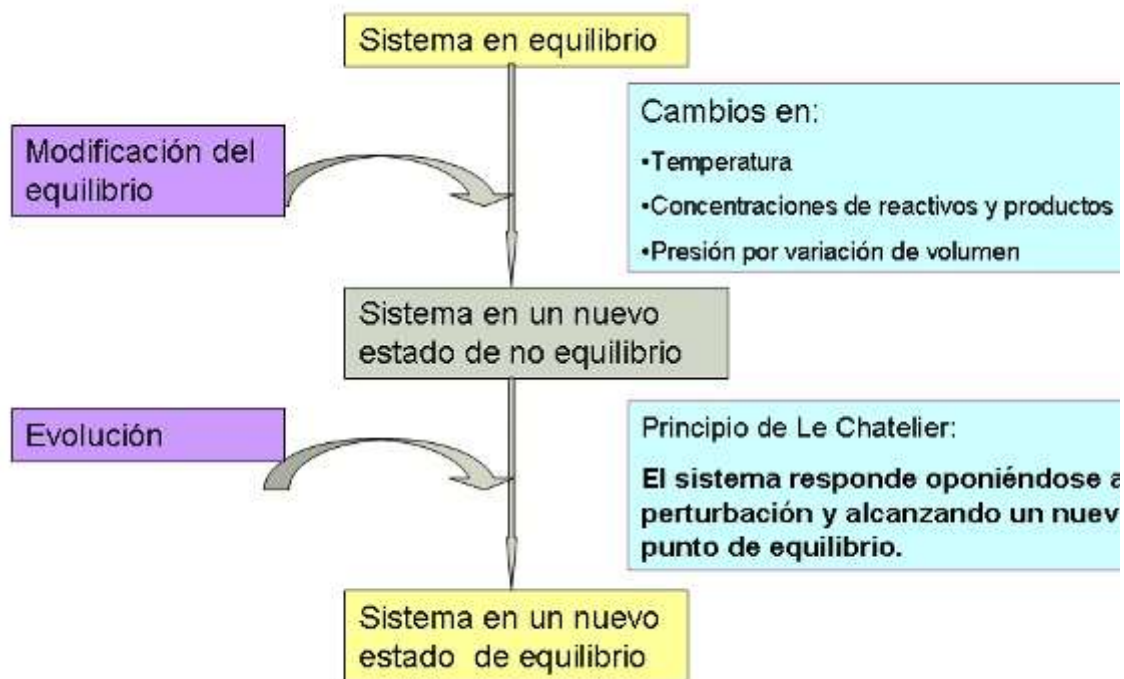 Sistema en equilibrio
Modificación del
equilibrio
Cambios en:
•Temperatura
•Concentraciones de reactivos y productos
•Presión por variación de volumen
Sistema en un nuevo
estado de no equilibrio
Evolución
Principio de Le Chatelier:
El sistema responde oponiéndose a
perturbación y alcanzando un nuev
punto de equilibrio.
Sistema en un nuevo
estado de equilibrio